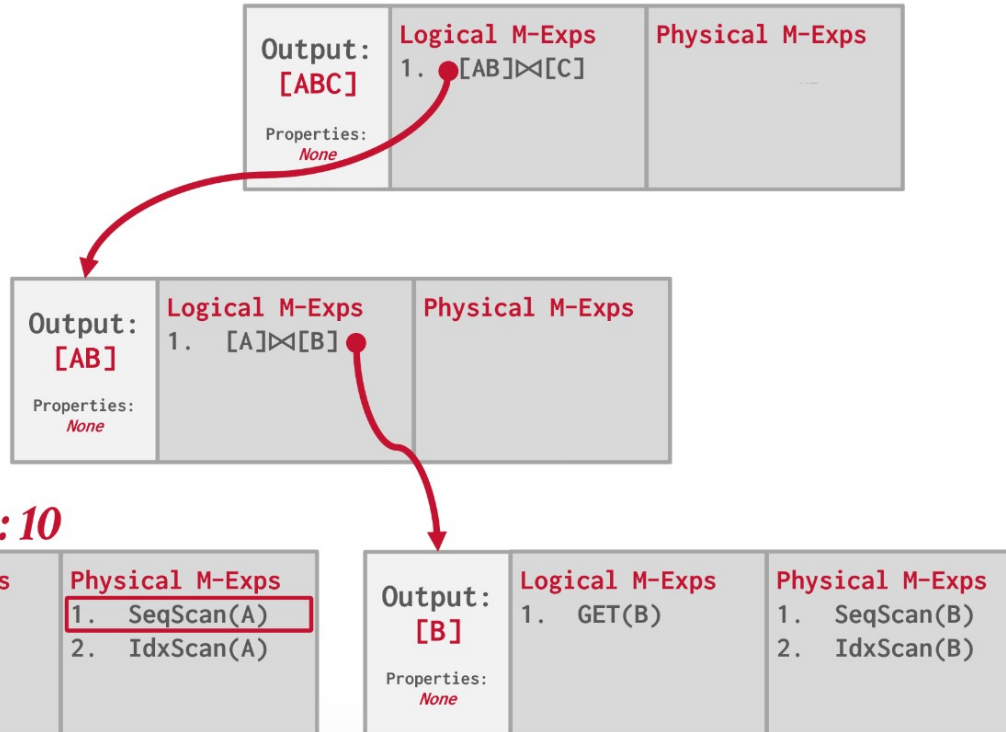 Output:
[ABC]
Properties:
None
Logical M-Exps
1. [AB]⋈[C]
Physical M-Exps
Output:
[AB]
Properties:
None
Logical M-Exps
1. [A]⋈[B]
Physical M-Exps
: 10
s
Physical M-Exps
1. SeqScan(A)
2. IdxScan(A)
Output:
[B]
Properties:
None
Logical M-Exps
1. GET(B)
Physical M-Exps
1. SeqScan(B)
2. IdxScan(B)